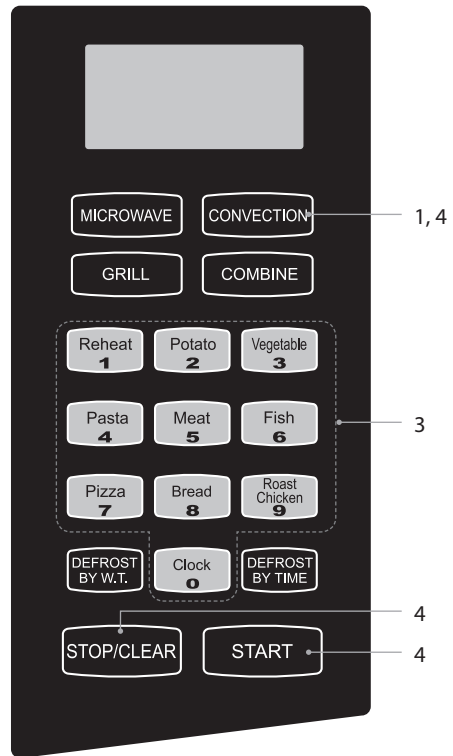 MICROWAVE
CONVECTION
1, 4
GRILL
COMBINE
Reheat
1
Potato
2
Vegetable
3
Pasta
4
Meat
5
Fish
6
3
Pizza
7
Bread
8
Roast
Chicken
9
DEFROST
BY W.T.
Clock
0
DEFROST
BY TIME
4
STOP/CLEAR
START
4